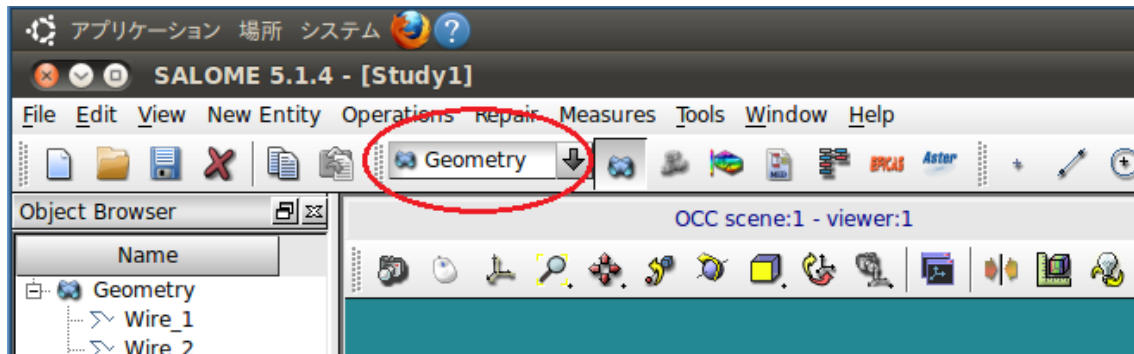 アプリケーション 場所 システム
SALOME 5.1.4 - [Study1]
File Edit View New Entity Operations Repair Measures Tools Window Help
Geometry MED EFICAS Aster
Object Browser
OCC scene:1 - viewer:1
Name
Geometry
Wire_1
Wire_2